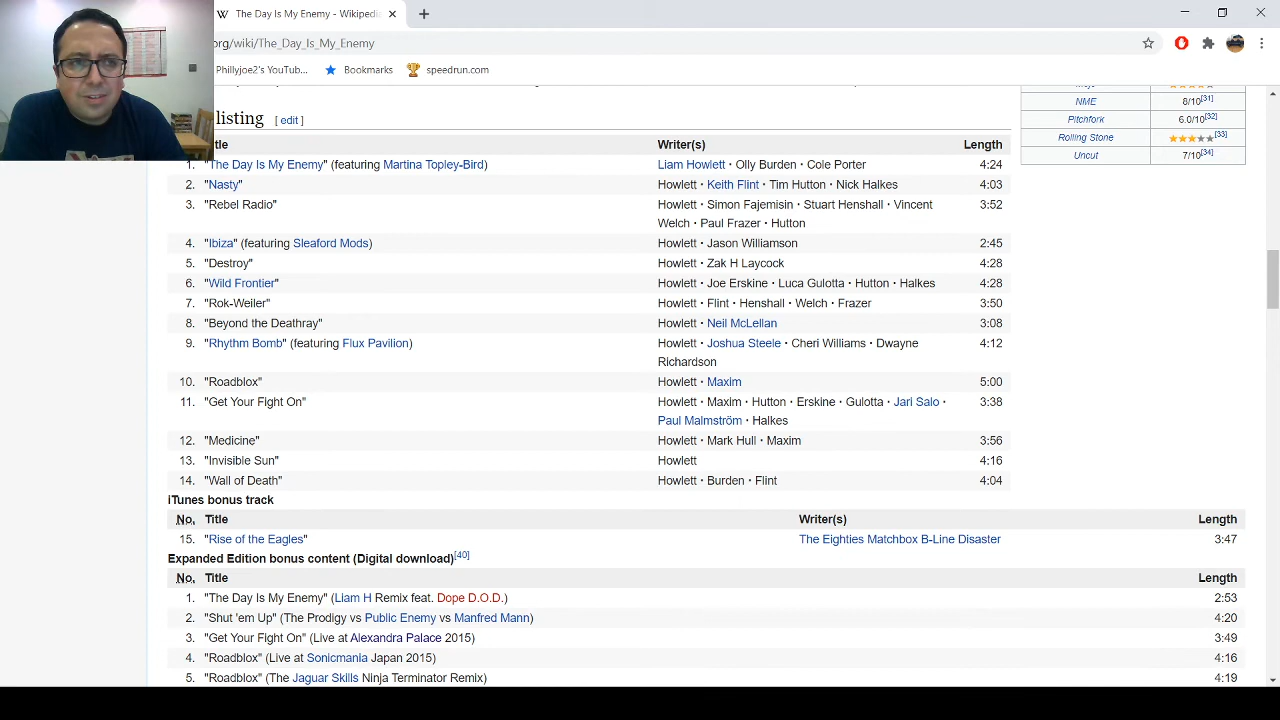 The Day Is My Enemy - Wikipedia
org/wiki/The_Day_Is_My_Enemy
Phillyjoe2's YouTub... Bookmarks speedrun.com
listing [ edit ]
Writer(s) Length
1. "The Day Is My Enemy" (featuring Martina Topley-Bird) Liam Howlett · Olly Burden · Cole Porter 4:24
2. "Nasty" Howlett · Keith Flint · Tim Hutton · Nick Halkes 4:03
3. "Rebel Radio" Howlett · Simon Fajemisin · Stuart Henshall · Vincent 3:52
Welch · Paul Frazer · Hutton
4. "Ibiza" (featuring Sleaford Mods) Howlett · Jason Williamson 2:45
5. "Destroy" Howlett · Zak H Laycock 4:28
6. "Wild Frontier" Howlett · Joe Erskine · Luca Gulotta · Hutton · Halkes 4:28
7. "Rok-Weiler" Howlett · Flint · Henshall · Welch · Frazer 3:50
8. "Beyond the Deathray" Howlett · Neil McLellan 3:08
9. "Rhythm Bomb" (featuring Flux Pavilion) Howlett · Joshua Steele · Cheri Williams · Dwayne 4:12
Richardson
10. "Roadblox" Howlett · Maxim 5:00
11. "Get Your Fight On" Howlett · Maxim · Hutton · Erskine · Gulotta · Jari Salo · 3:38
Paul Malmström · Halkes
12. "Medicine" Howlett · Mark Hull · Maxim 3:56
13. "Invisible Sun" Howlett 4:16
14. "Wall of Death" Howlett · Burden · Flint 4:04
iTunes bonus track
No. Title Writer(s) Length
15. "Rise of the Eagles" The Eighties Matchbox B-Line Disaster 3:47
Expanded Edition bonus content (Digital download)[40]
No. Title Length
1. "The Day Is My Enemy" (Liam H Remix feat. Dope D.O.D.) 2:53
2. "Shut 'em Up" (The Prodigy vs Public Enemy vs Manfred Mann) 4:20
3. "Get Your Fight On" (Live at Alexandra Palace 2015) 3:49
4. "Roadblox" (Live at Sonicmania Japan 2015) 4:16
5. "Roadblox" (The Jaguar Skills Ninja Terminator Remix) 4:19
NME 8/10[31]
Pitchfork 6.0/10[32]
Rolling Stone ★★★★★[33]
Uncut 7/10[34]